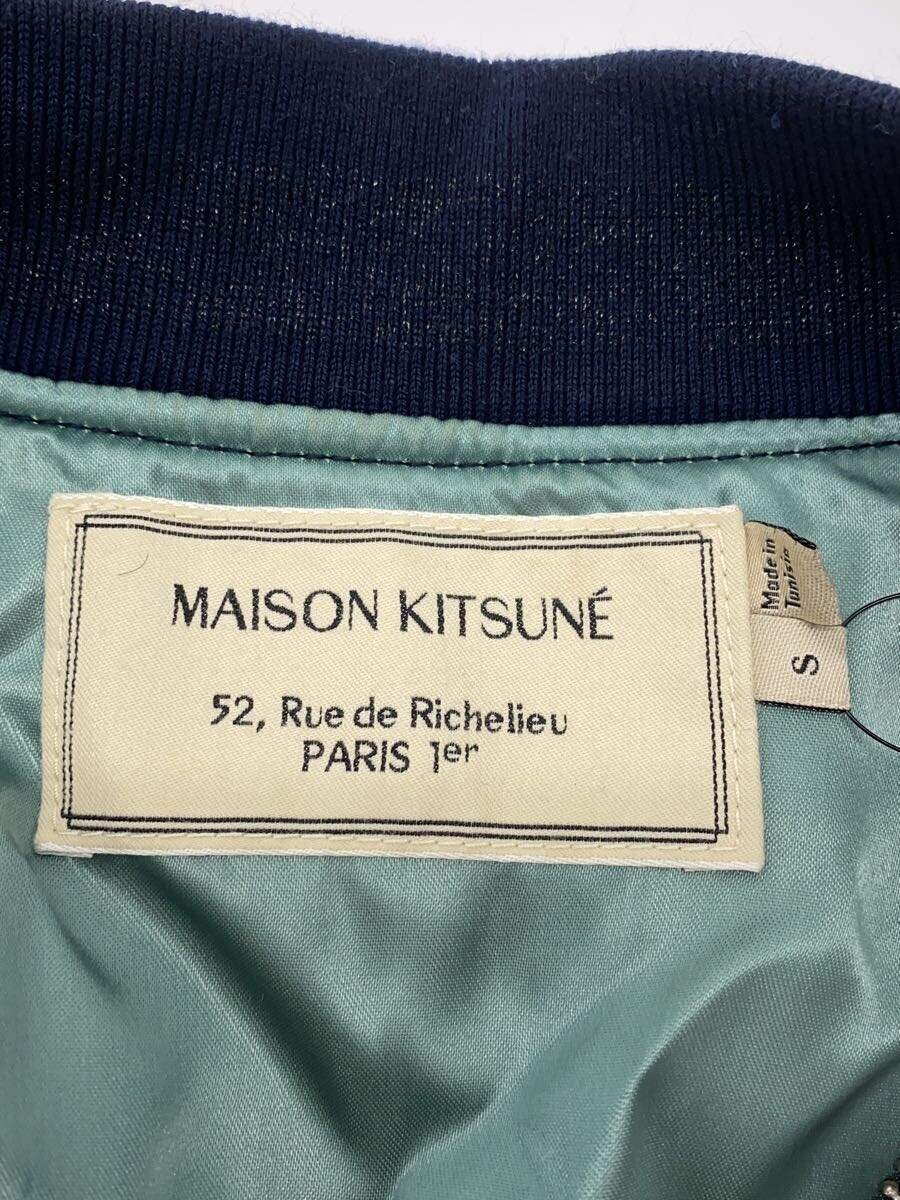 MAISON KITSUNÉ
52, Rue de Richelieu
PARIS 1er
Made in
Tunisie
S